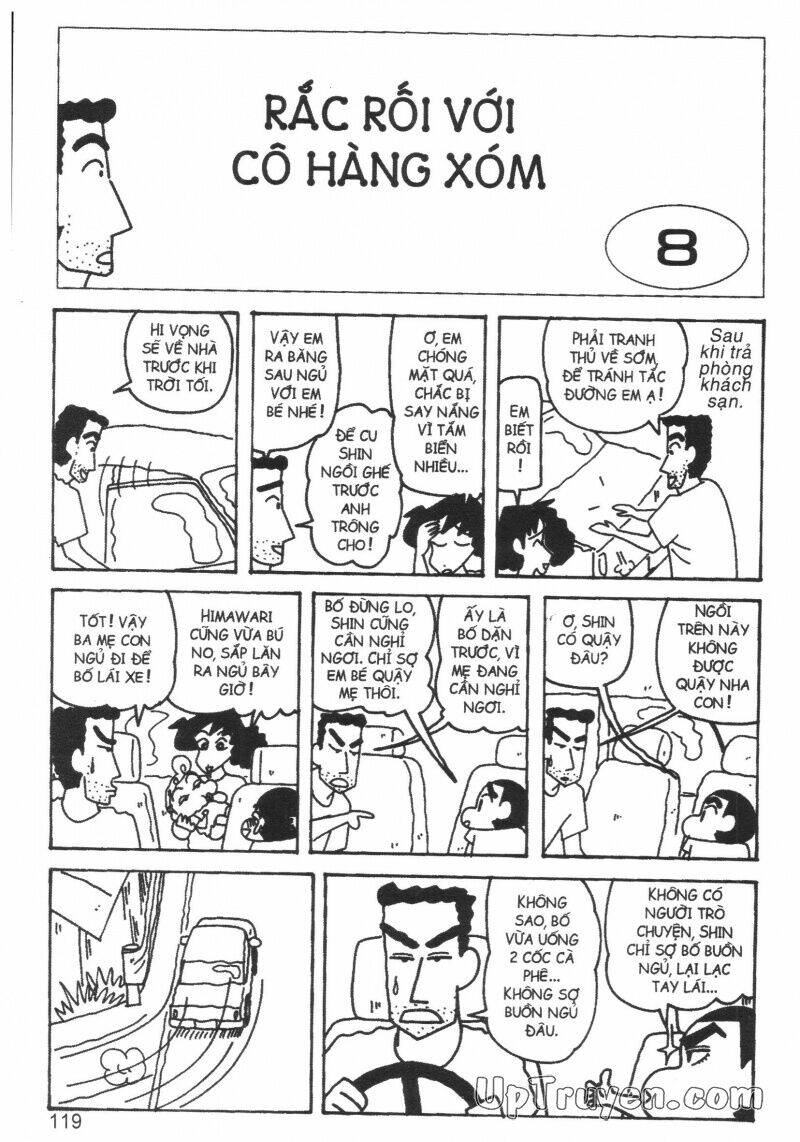 RẮC RỐI VỚI
CÔ HÀNG XÓM
8
Sau
khi trả
phòng
khách
sạn.
PHẢI TRANH
THỦ VỀ SỚM,
ĐỂ TRÁNH TẮC
ĐƯỜNG EM Ạ!
EM
BIẾT
RỒI
!
Ơ, EM
CHÓNG
MẶT QUÁ,
CHẮC BỊ
SAY NẮNG
VÌ TẮM
BIỂN
NHIỀU...
VẬY EM
RA BĂNG
SAU NGỦ
VỚI EM
BÉ NHÉ!
ĐỂ CU
SHIN
NGỒI GHẾ
TRƯỚC
ANH
TRÔNG
CHO!
HI VỌNG
SẼ VỀ NHÀ
TRƯỚC KHI
TRỜI TỐI.
NGỒI
TRÊN NÀY
KHÔNG
ĐƯỢC
QUẬY NHA
CON!
Ơ, SHIN
CÓ QUẬY
ĐÂU?
ẤY LÀ
BỐ DẶN
TRƯỚC, VÌ
MẸ ĐANG
CẦN NGHỈ
NGƠI.
BỐ ĐỪNG LO,
SHIN CŨNG
CẦN NGHỈ
NGƠI. CHỈ SỢ
EM BÉ QUẬY
MẸ THÔI.
HIMAWARI
CŨNG VỪA BÚ
NO, SẮP LĂN
RA NGỦ BÂY
GIỜ!
TỐT! VẬY
BA MẸ CON
NGỦ ĐI ĐỂ
BỐ LÁI XE!
KHÔNG CÓ
NGƯỜI TRÒ
CHUYỆN, SHIN
CHỈ SỢ BỐ BUỒN
NGỦ, LẠI LẠC
TAY LÁI...
KHÔNG
SAO, BỐ
VỪA UỐNG
2 CỐC CÀ
PHÊ...
KHÔNG SỢ
BUỒN NGỦ
ĐÂU.
UpTruyen.com
119